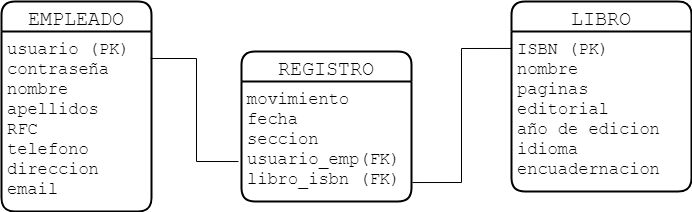 EMPLEADO
usuario (PK)
contraseña
nombre
apellidos
RFC
telefono
direccion
email
REGISTRO
movimiento
fecha
seccion
usuario_emp(FK)
libro_isbn (FK)
LIBRO
ISBN (PK)
nombre
paginas
editorial
año de edicion
idioma
encuadernacion